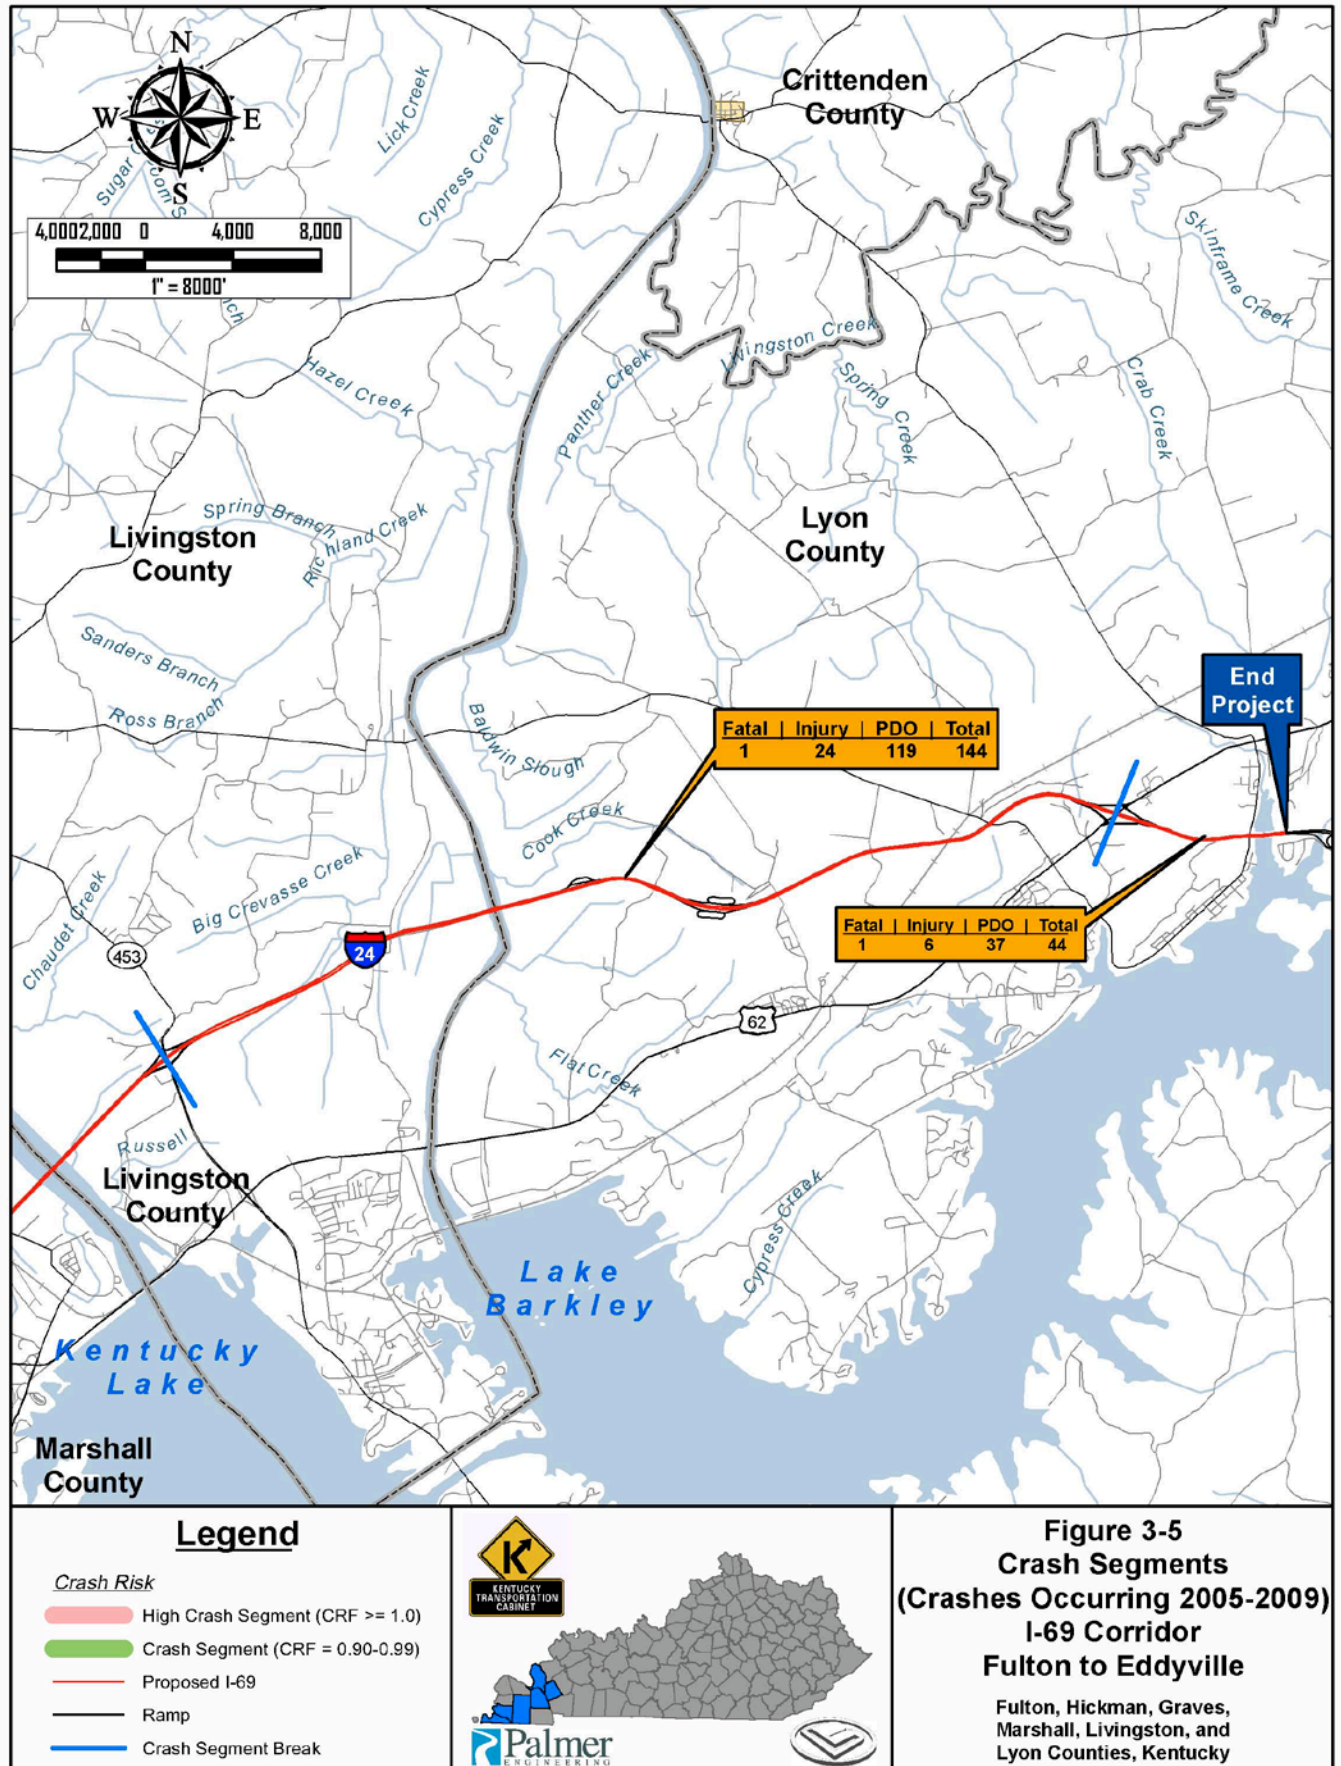 N
W E
S
Lick Creek
Cypress Creek
Sugar
4,0002,000 0 4,000 8,000
1" = 8000'
Crittenden
County
Skinframe Creek
Hazel Creek
Panther Creek
Livingston Creek
Spring Creek
Crab Creek
Spring Branch
Richland Creek
Livingston
County
Lyon
County
Sanders Branch
Ross Branch
Baldwin Slough
End
Project
Fatal | Injury | PDO | Total
1 24 119 144
Cook Creek
Big Crevasse Creek
Chaudet Creek
453
24
Fatal | Injury | PDO | Total
1 6 37 44
62
Flat Creek
Russell
Livingston
County
Cypress Creek
Lake
Barkley
Kentucky
Lake
Marshall
County
Legend
Crash Risk
High Crash Segment (CRF >= 1.0)
Crash Segment (CRF = 0.90-0.99)
Proposed I-69
Ramp
Crash Segment Break
K
KENTUCKY
TRANSPORTATION
CABINET
Palmer
ENGINEERING
Figure 3-5
Crash Segments
(Crashes Occurring 2005-2009)
I-69 Corridor
Fulton to Eddyville
Fulton, Hickman, Graves,
Marshall, Livingston, and
Lyon Counties, Kentucky